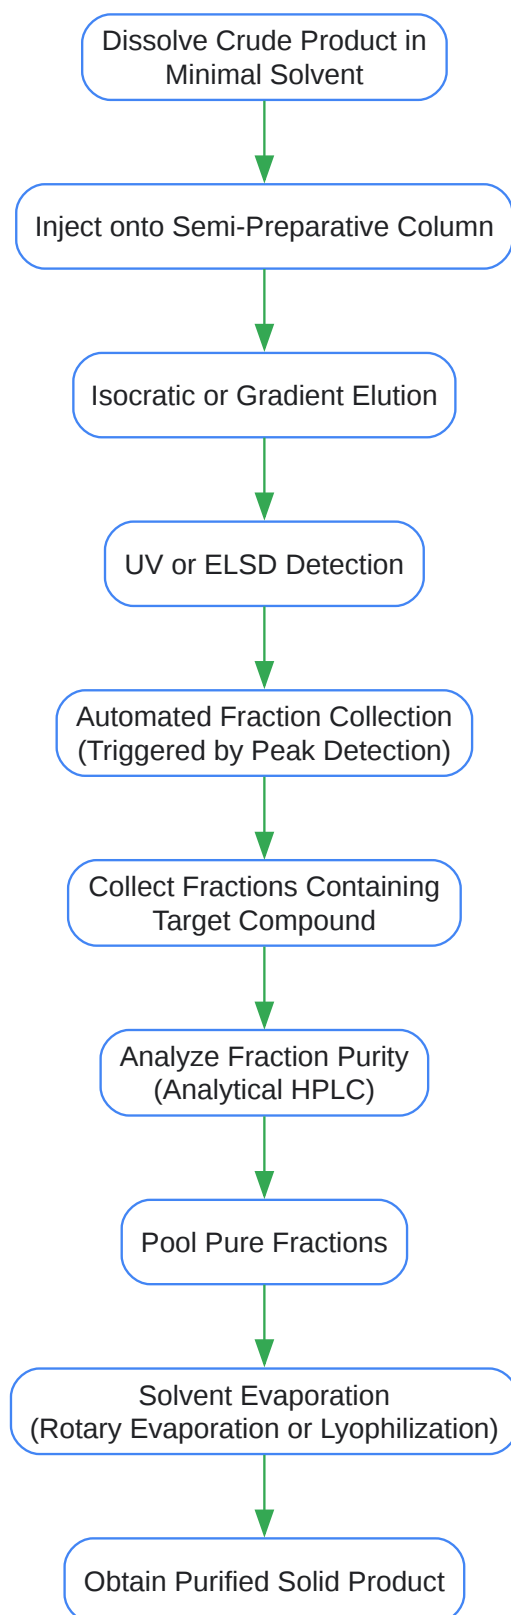 Dissolve Crude Product in
Minimal Solvent
Inject onto Semi-Preparative Column
Isocratic or Gradient Elution
UV or ELSD Detection
Automated Fraction Collection
(Triggered by Peak Detection)
Collect Fractions Containing
Target Compound
Analyze Fraction Purity
(Analytical HPLC)
Pool Pure Fractions
Solvent Evaporation
(Rotary Evaporation or Lyophilization)
Obtain Purified Solid Product